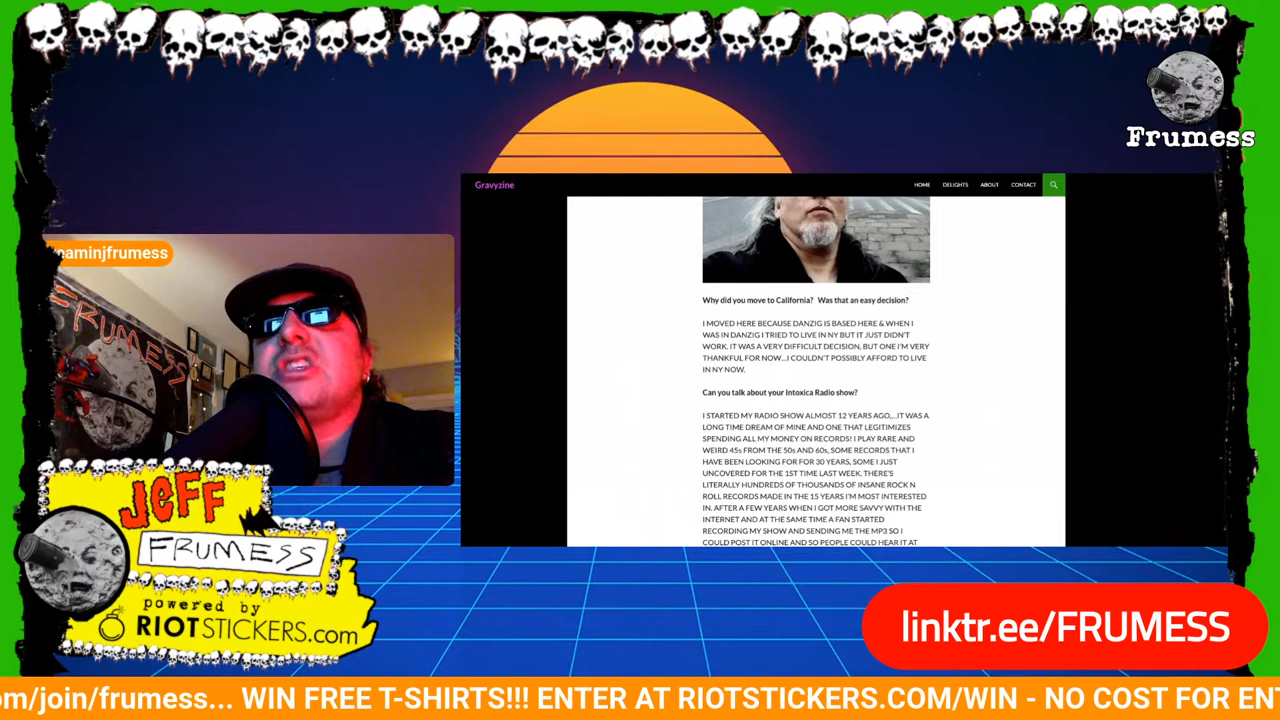 Frumess
Gravyzine
HOME DELIGHTS ABOUT CONTACT
eaminjfrumess
FRUMESS
Why did you move to California? Was that an easy decision?
I MOVED HERE BECAUSE DANZIG IS BASED HERE & WHEN I
WAS IN DANZIG I TRIED TO LIVE IN NY BUT IT JUST DIDN'T
WORK. IT WAS A VERY DIFFICULT DECISION, BUT ONE I'M VERY
THANKFUL FOR NOW...I COULDN'T POSSIBLY AFFORD TO LIVE
IN NY NOW.
Can you talk about your Intoxica Radio show?
I STARTED MY RADIO SHOW ALMOST 12 YEARS AGO,...IT WAS A
LONG TIME DREAM OF MINE AND ONE THAT LEGITIMIZES
SPENDING ALL MY MONEY ON RECORDS! I PLAY RARE AND
WEIRD 45s FROM THE 50s AND 60s, SOME RECORDS THAT I
HAVE BEEN LOOKING FOR FOR 30 YEARS, SOME I JUST
UNCOVERED FOR THE 1ST TIME LAST WEEK. THERE'S
LITERALLY HUNDREDS OF THOUSANDS OF INSANE ROCK N
ROLL RECORDS MADE IN THE 15 YEARS I'M MOST INTERESTED
IN. AFTER A FEW YEARS WHEN I GOT MORE SAVVY WITH THE
INTERNET AND AT THE SAME TIME A FAN STARTED
RECORDING MY SHOW AND SENDING ME THE MP3 SO I
COULD POST IT ONLINE AND SO PEOPLE COULD HEAR IT AT
JEFF
FRUMESS
powered by
RIOTSTICKERS.com
linktr.ee/FRUMESS
om/join/frumess... WIN FREE T-SHIRTS!!! ENTER AT RIOTSTICKERS.COM/WIN - NO COST FOR ENT